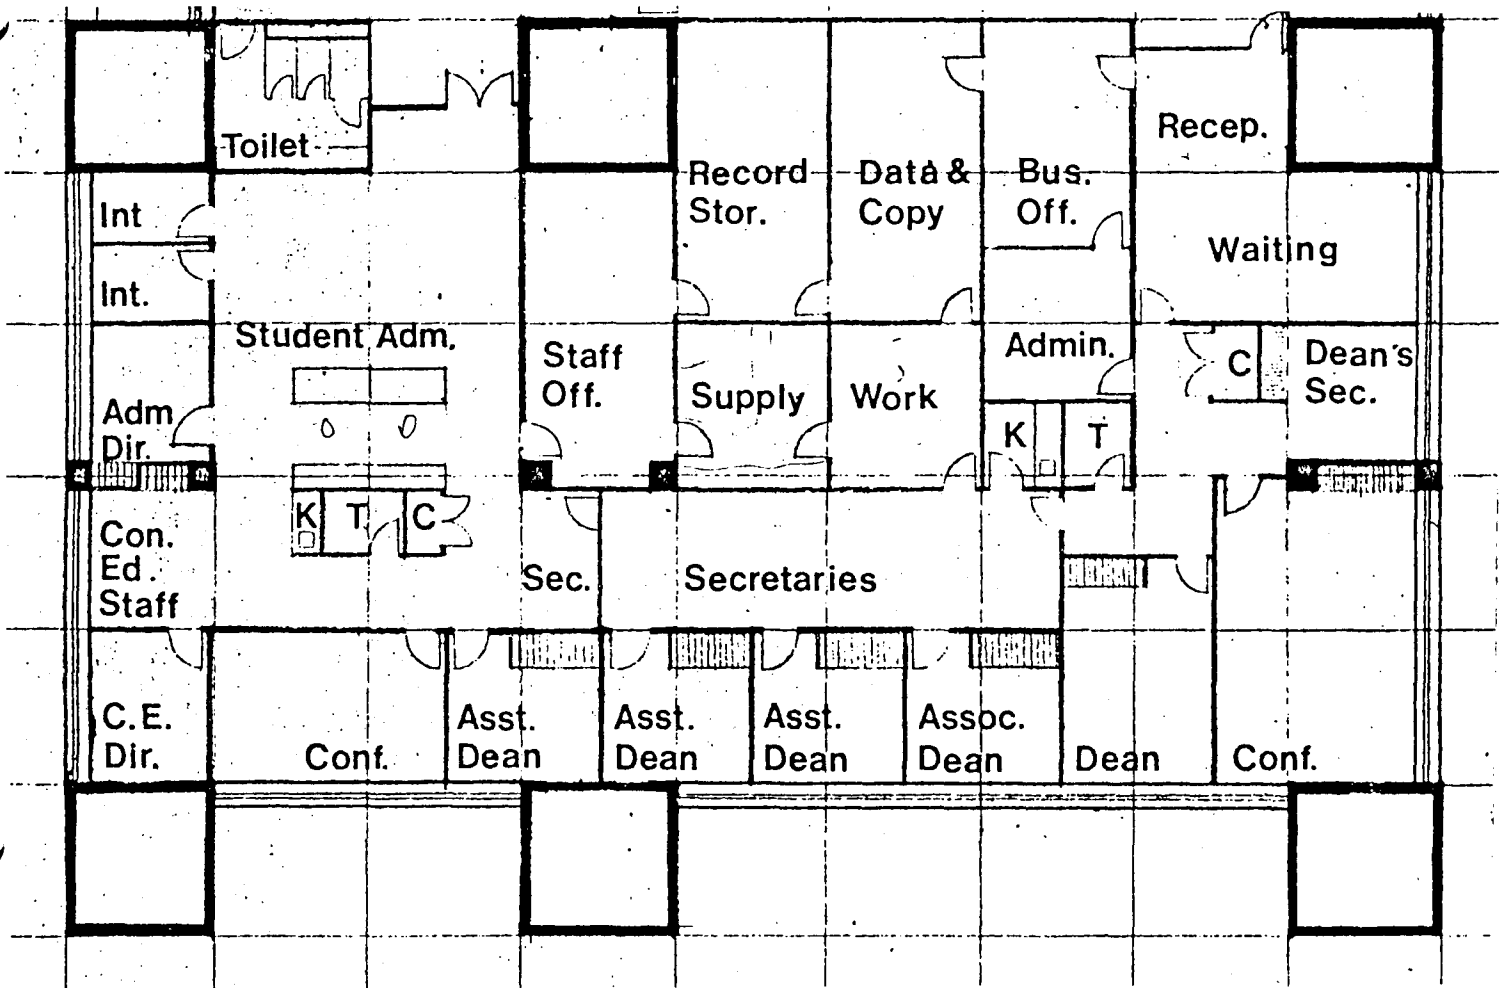 Toilet
Recep.
Record
Stor.
Data &
Copy
Bus.
Off.
Int
Int.
Waiting
Student Adm.
Staff
Off.
Supply
Work
Admin.
C
Dean's
Sec.
Adm
Dir.
K
T
K
T
C
Con.
Ed.
Staff
Sec.
Secretaries
C.E.
Dir.
Conf.
Asst.
Dean
Asst.
Dean
Asst.
Dean
Assoc.
Dean
Dean
Conf.